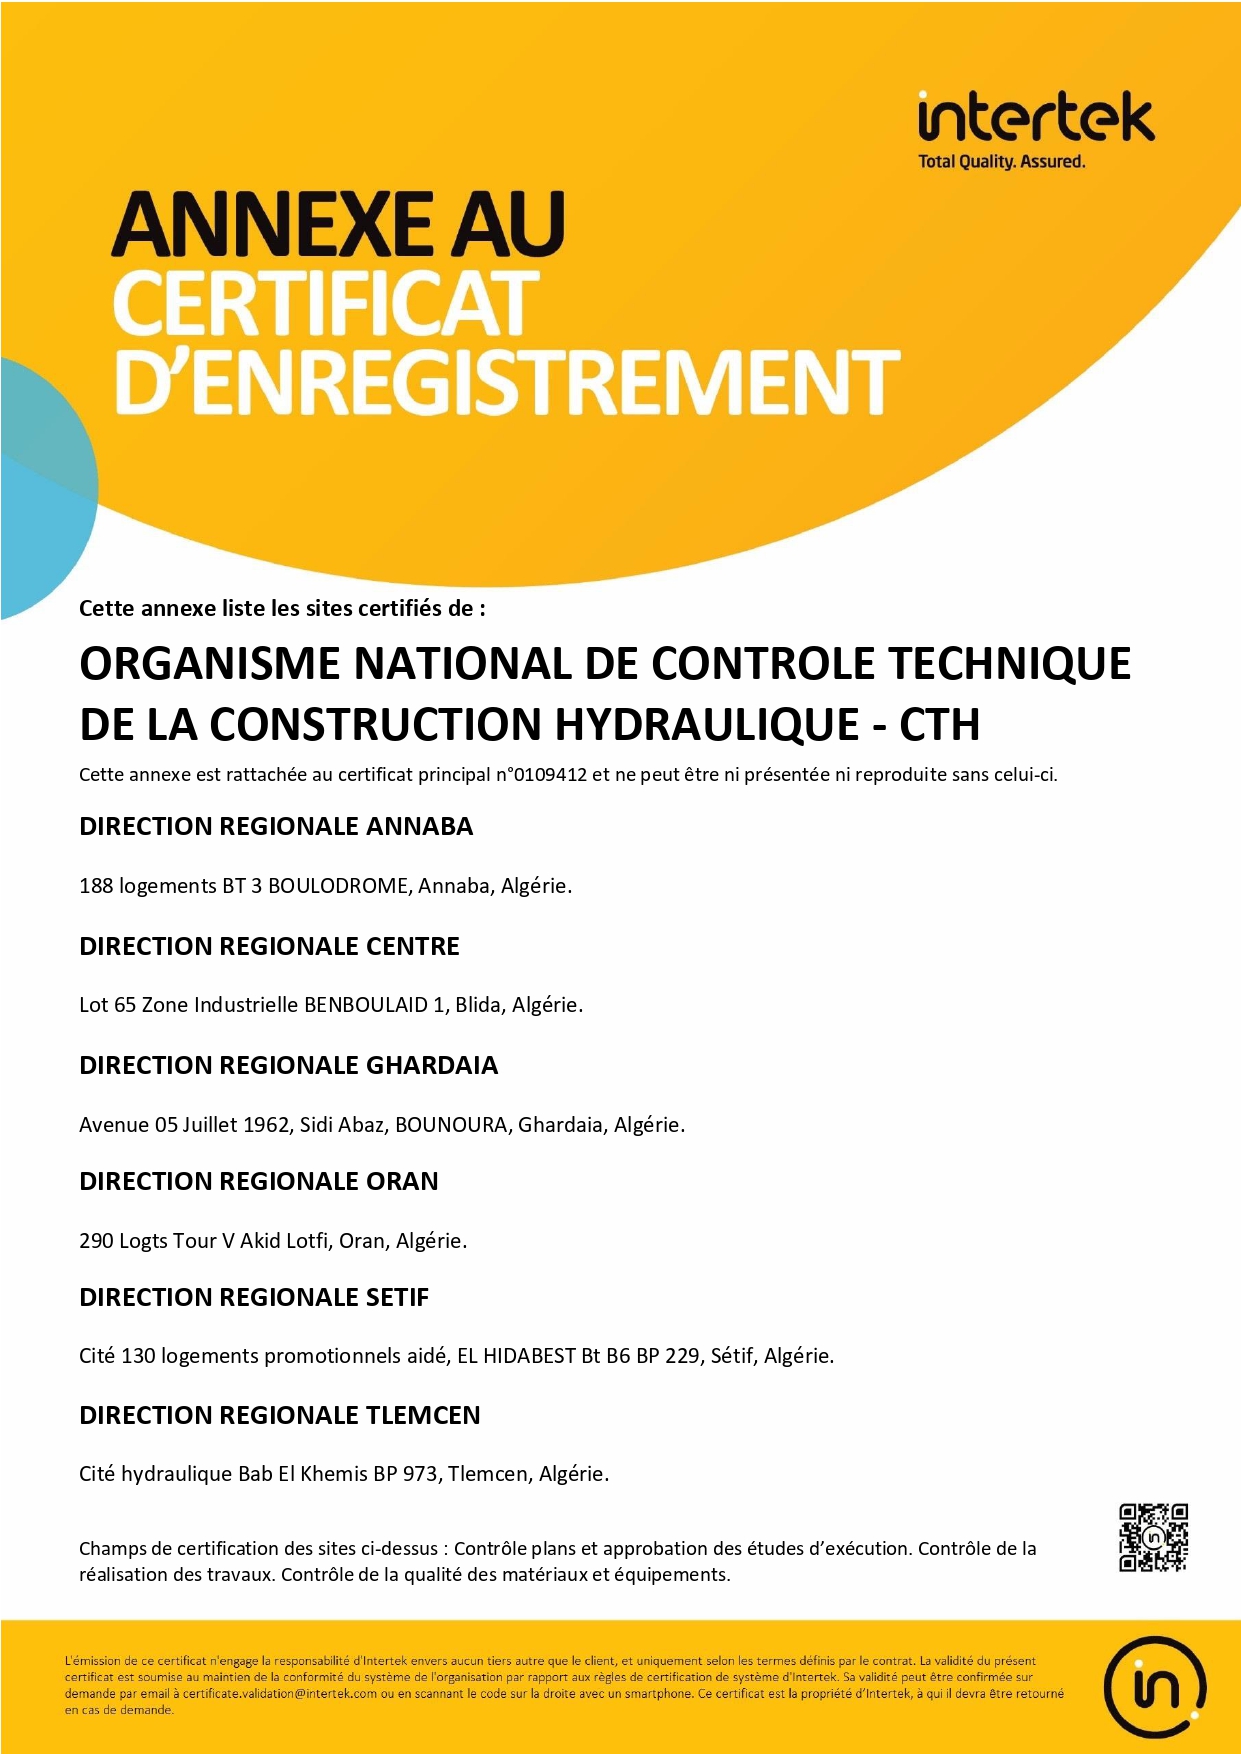 intertek
Total Quality. Assured.
ANNEXE AU
CERTIFICAT
D’ENREGISTREMENT
Cette annexe liste les sites certifiés de :
ORGANISME NATIONAL DE CONTROLE TECHNIQUE
DE LA CONSTRUCTION HYDRAULIQUE - CTH
Cette annexe est rattachée au certificat principal n°0109412 et ne peut être ni présentée ni reproduite sans celui-ci.
DIRECTION REGIONALE ANNABA
188 logements BT 3 BOULODROME, Annaba, Algérie.
DIRECTION REGIONALE CENTRE
Lot 65 Zone Industrielle BENBOULAID 1, Blida, Algérie.
DIRECTION REGIONALE GHARDAIA
Avenue 05 Juillet 1962, Sidi Abaz, BOUNOURA, Ghardaia, Algérie.
DIRECTION REGIONALE ORAN
290 Logts Tour V Akid Lotfi, Oran, Algérie.
DIRECTION REGIONALE SETIF
Cité 130 logements promotionnels aidé, EL HIDABEST Bt B6 BP 229, Sétif, Algérie.
DIRECTION REGIONALE TLEMCEN
Cité hydraulique Bab El Khemis BP 973, Tlemcen, Algérie.
Champs de certification des sites ci-dessus : Contrôle plans et approbation des études d’exécution. Contrôle de la
réalisation des travaux. Contrôle de la qualité des matériaux et équipements.
in
L'émission de ce certificat n'engage la responsabilité d'Intertek envers aucun tiers autre que le client, et uniquement selon les termes définis par le contrat. La validité du présent
certificat est soumise au maintien de la conformité du système de l'organisation par rapport aux règles de certification de système d'Intertek. Sa validité peut être confirmée sur
demande par email à certificate.validation@intertek.com ou en scannant le code sur la droite avec un smartphone. Ce certificat est la propriété d’Intertek, à qui il devra être retourné
en cas de demande.
in